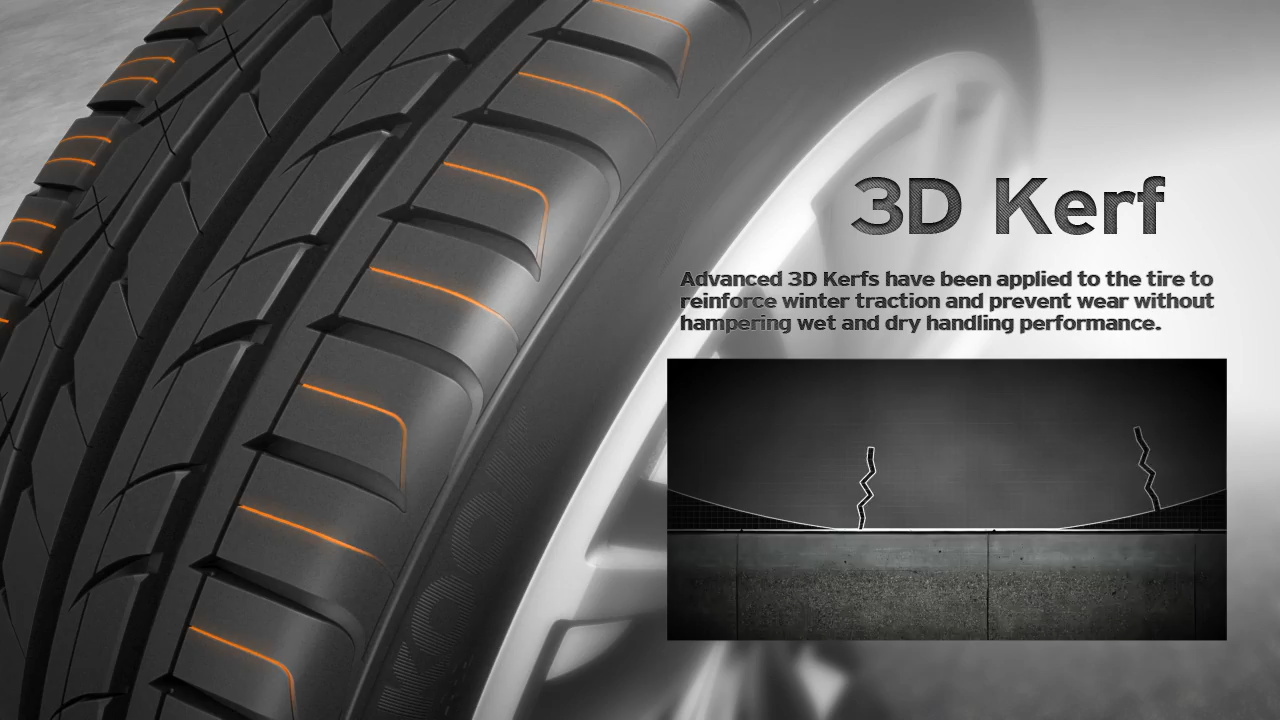 3D Kerf
Advanced 3D Kerfs have been applied to the tire to
reinforce winter traction and prevent wear without
hampering wet and dry handling performance.